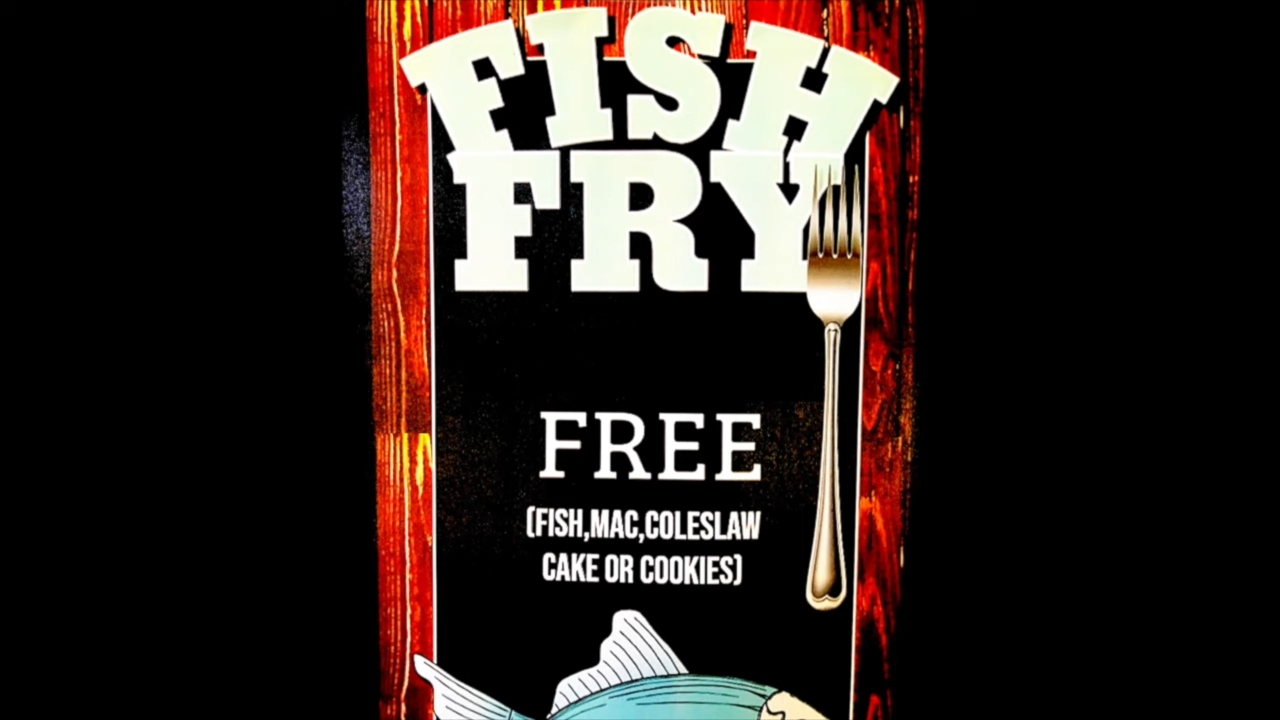 FISH
FRY
FREE
(FISH,MAC,COLESLAW
CAKE OR COOKIES)